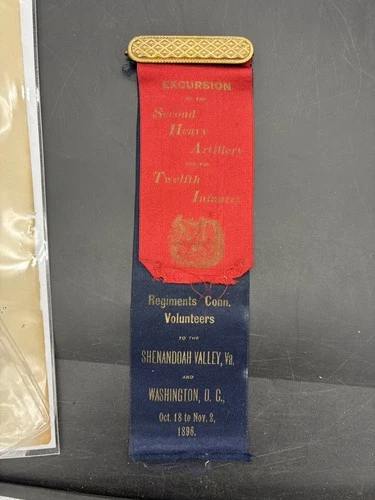 EXCURSION
OF THE
Second
Heavy
Artillery
AND THE
Twelfth
Infantry
Regiments Conn.
Volunteers
TO THE
SHENANDOAH VALLEY, Va.
AND
WASHINGTON, D. C.,
Oct. 18 to Nov. 3,
1896.